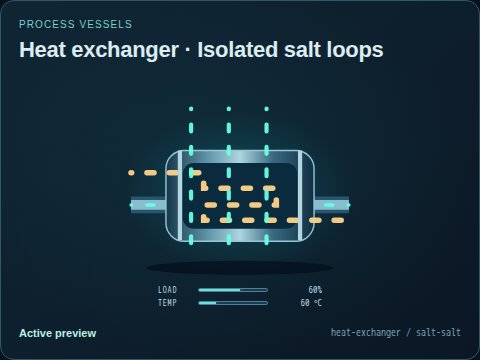 PROCESS VESSELS
Heat exchanger · Isolated salt loops
LOAD 60%
TEMP 60 °C
Active preview heat-exchanger / salt-salt